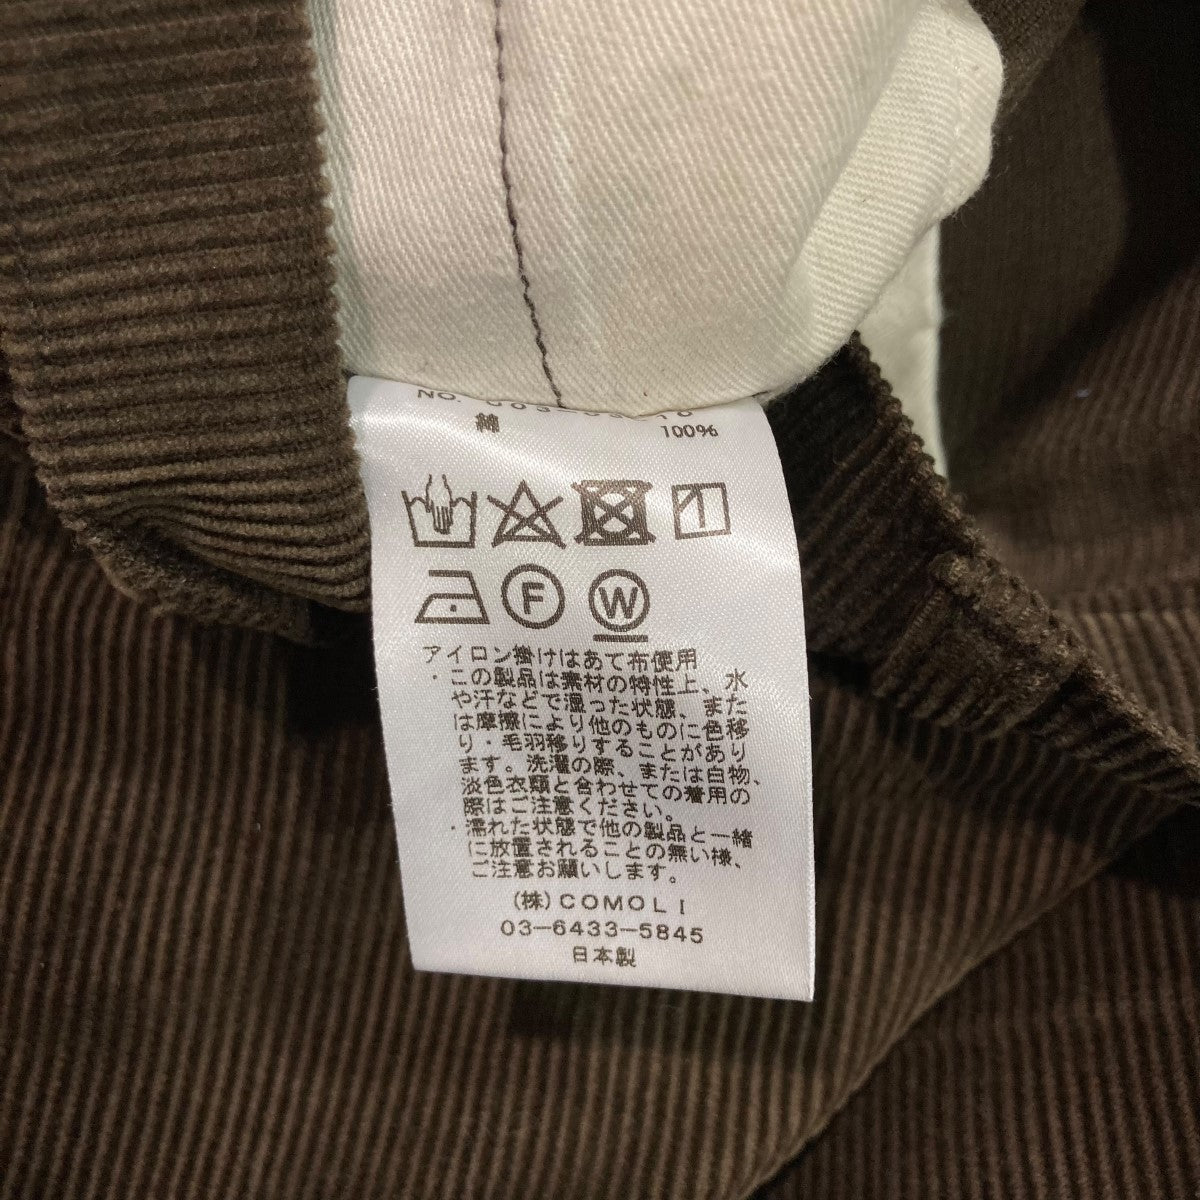 綿 100%
F
W
アイロン掛けはあて布使用
・この製品は素材の特性上、水
や汗などで湿った状態、また
は摩擦により他のものに色移
り・毛羽移りすることがあり
ます。洗濯の際、または白物、
淡色衣類と合わせての着用の
際はご注意ください。
・濡れた状態で他の製品と一緒
に放置されることの無い様、
ご注意お願いします。
(株) COMOLI
03-6433-5845
日本製